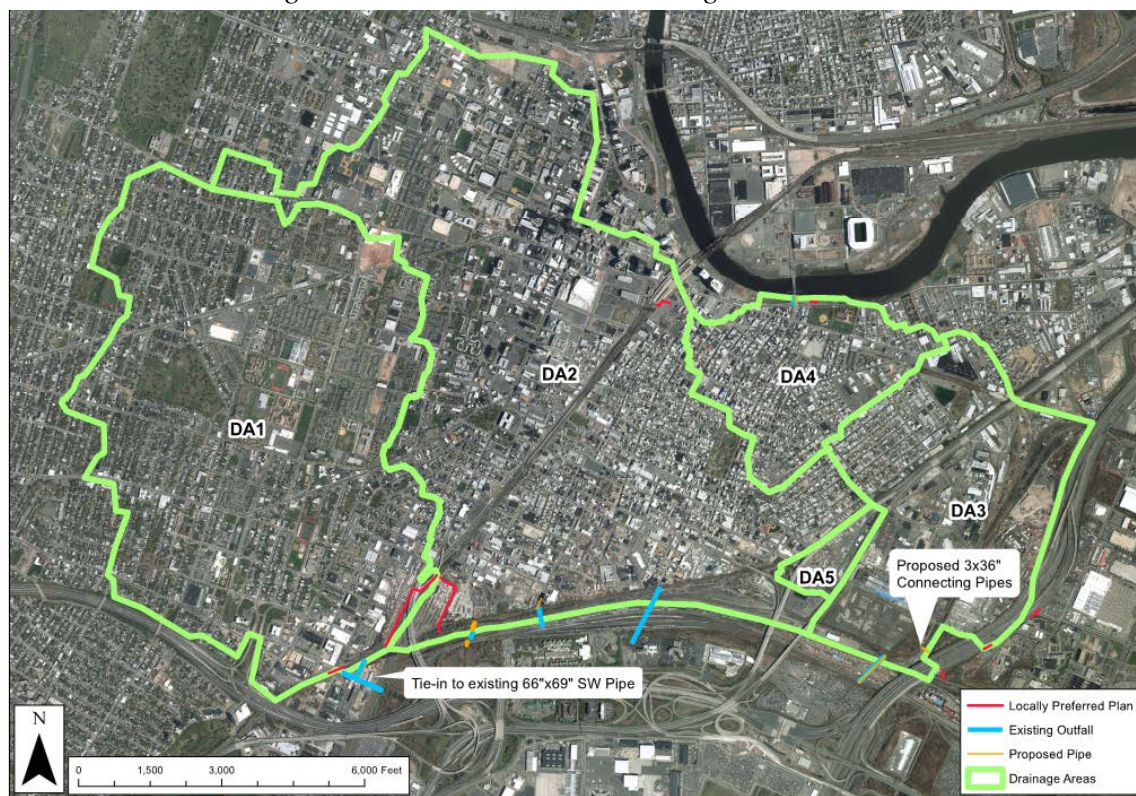 DA1
DA2
DA4
DA3
DA5
Proposed 3x36"
Connecting Pipes
Tie-in to existing 66"x69" SW Pipe
N
0 1,500 3,000 6,000 Feet
Locally Preferred Plan
Existing Outfall
Proposed Pipe
Drainage Areas